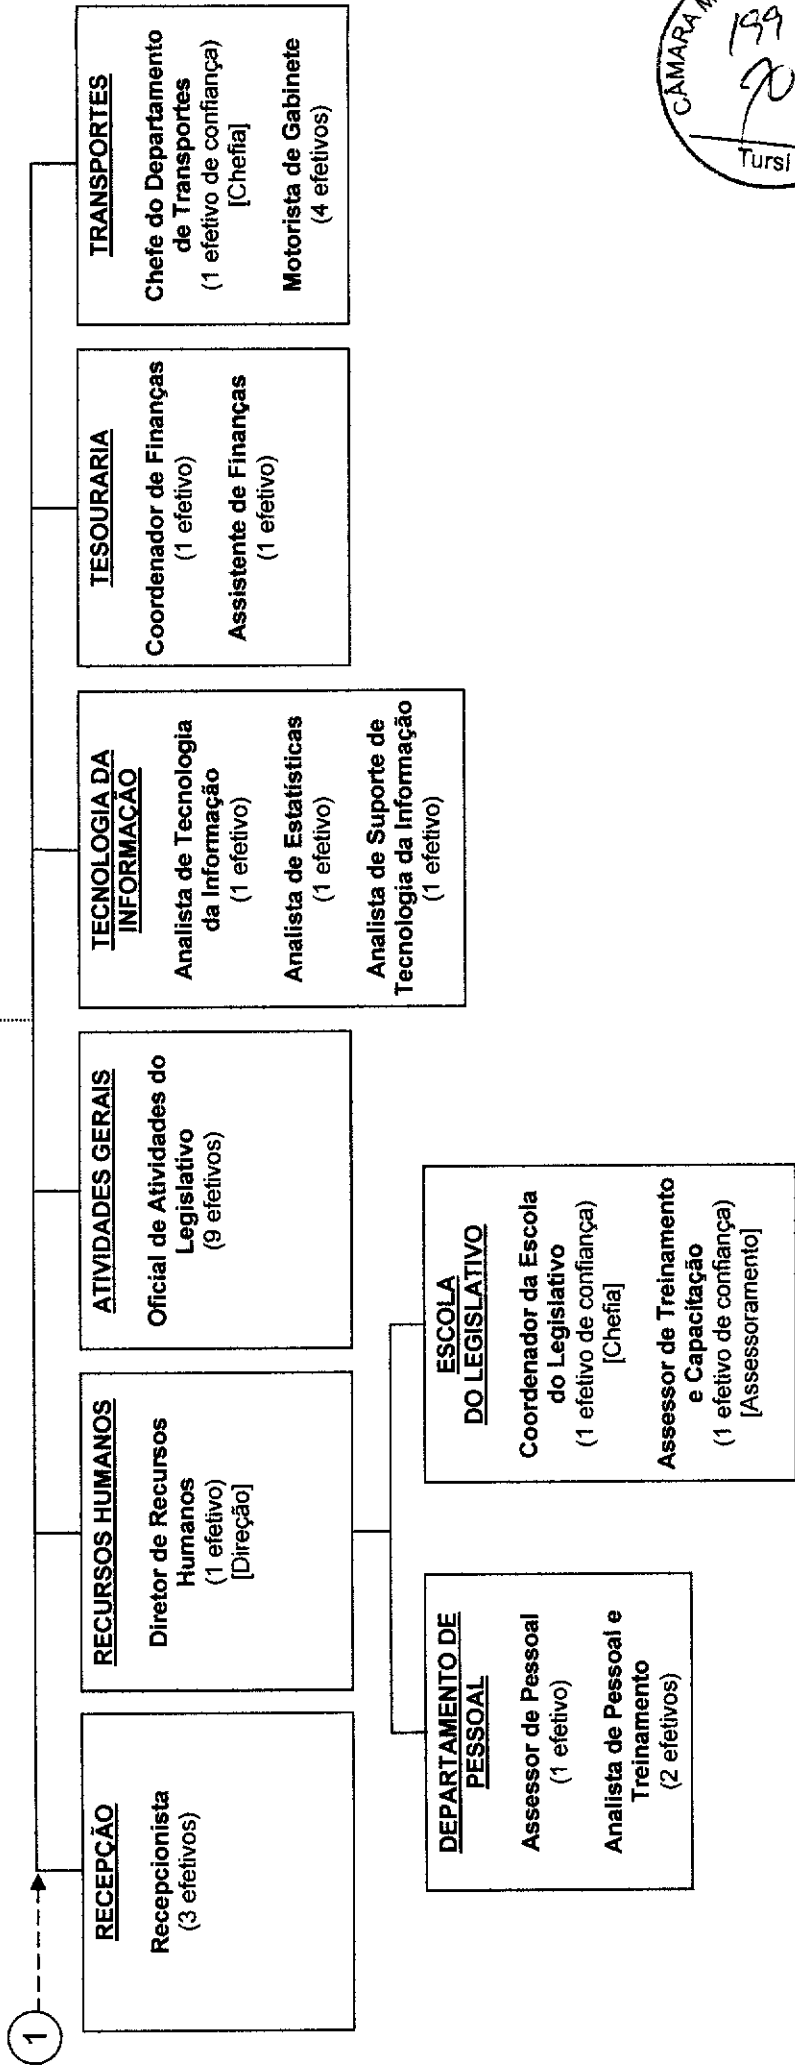 1
RECEPÇÃO
Recepcionista
(3 efetivos)
RECURSOS HUMANOS
Diretor de Recursos
Humanos
(1 efetivo)
[Direção]
DEPARTAMENTO DE
PESSOAL
Assessor de Pessoal
(1 efetivo)
Analista de Pessoal e
Treinamento
(2 efetivos)
ESCOLA
DO LEGISLATIVO
Coordenador da Escola
do Legislativo
(1 efetivo de confiança)
[Chefia]
Assessor de Treinamento
e Capacitação
(1 efetivo de confiança)
[Assessoramento]
ATIVIDADES GERAIS
Oficial de Atividades do
Legislativo
(9 efetivos)
TECNOLOGIA DA
INFORMAÇÃO
Analista de Tecnologia
da Informação
(1 efetivo)
Analista de Estatísticas
(1 efetivo)
Analista de Suporte de
Tecnologia da Informação
(1 efetivo)
TESOURARIA
Coordenador de Finanças
(1 efetivo)
Assistente de Finanças
(1 efetivo)
TRANSPORTES
Chefe do Departamento
de Transportes
(1 efetivo de confiança)
[Chefia]
Motorista de Gabinete
(4 efetivos)
CÂMARA M
199
Tursi